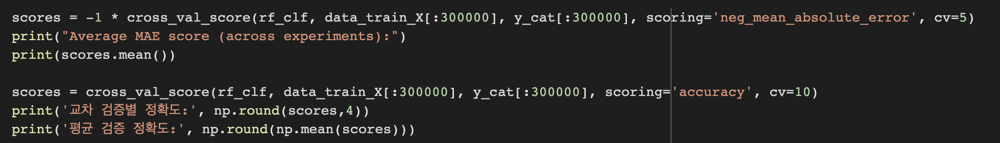 scores = -1 * cross_val_score(rf_clf, data_train_X[:300000], y_cat[:300000], scoring='neg_mean_absolute_error', cv=5)
print("Average MAE score (across experiments):")
print(scores.mean())
scores = cross_val_score(rf_clf, data_train_X[:300000], y_cat[:300000], scoring='accuracy', cv=10)
print('교차 검증별 정확도:', np.round(scores,4))
print('평균 검증 정확도:', np.round(np.mean(scores)))